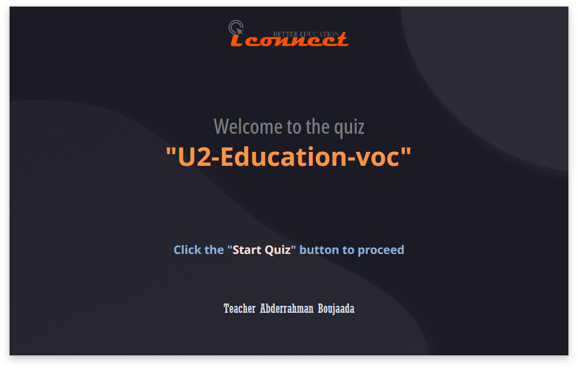 BETTER EDUCATION
iconnect
Welcome to the quiz
"U2-Education-voc"
Click the "Start Quiz" button to proceed
Teacher Abderrahman Boujaada